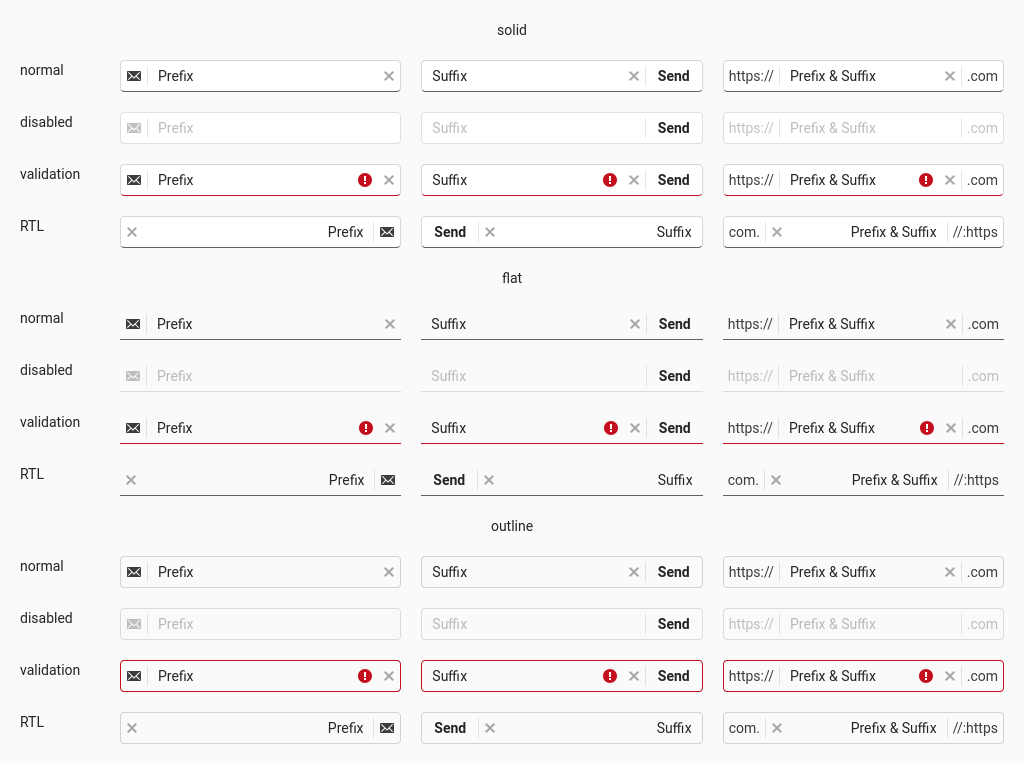 solid
normal Prefix Suffix Send https:// Prefix & Suffix .com
disabled Prefix Suffix Send https:// Prefix & Suffix .com
validation Prefix Suffix Send https:// Prefix & Suffix .com
RTL Prefix Send Suffix com. Prefix & Suffix //:https
flat
normal Prefix Suffix Send https:// Prefix & Suffix .com
disabled Prefix Suffix Send https:// Prefix & Suffix .com
validation Prefix Suffix Send https:// Prefix & Suffix .com
RTL Prefix Send Suffix com. Prefix & Suffix //:https
outline
normal Prefix Suffix Send https:// Prefix & Suffix .com
disabled Prefix Suffix Send https:// Prefix & Suffix .com
validation Prefix Suffix Send https:// Prefix & Suffix .com
RTL Prefix Send Suffix com. Prefix & Suffix //:https